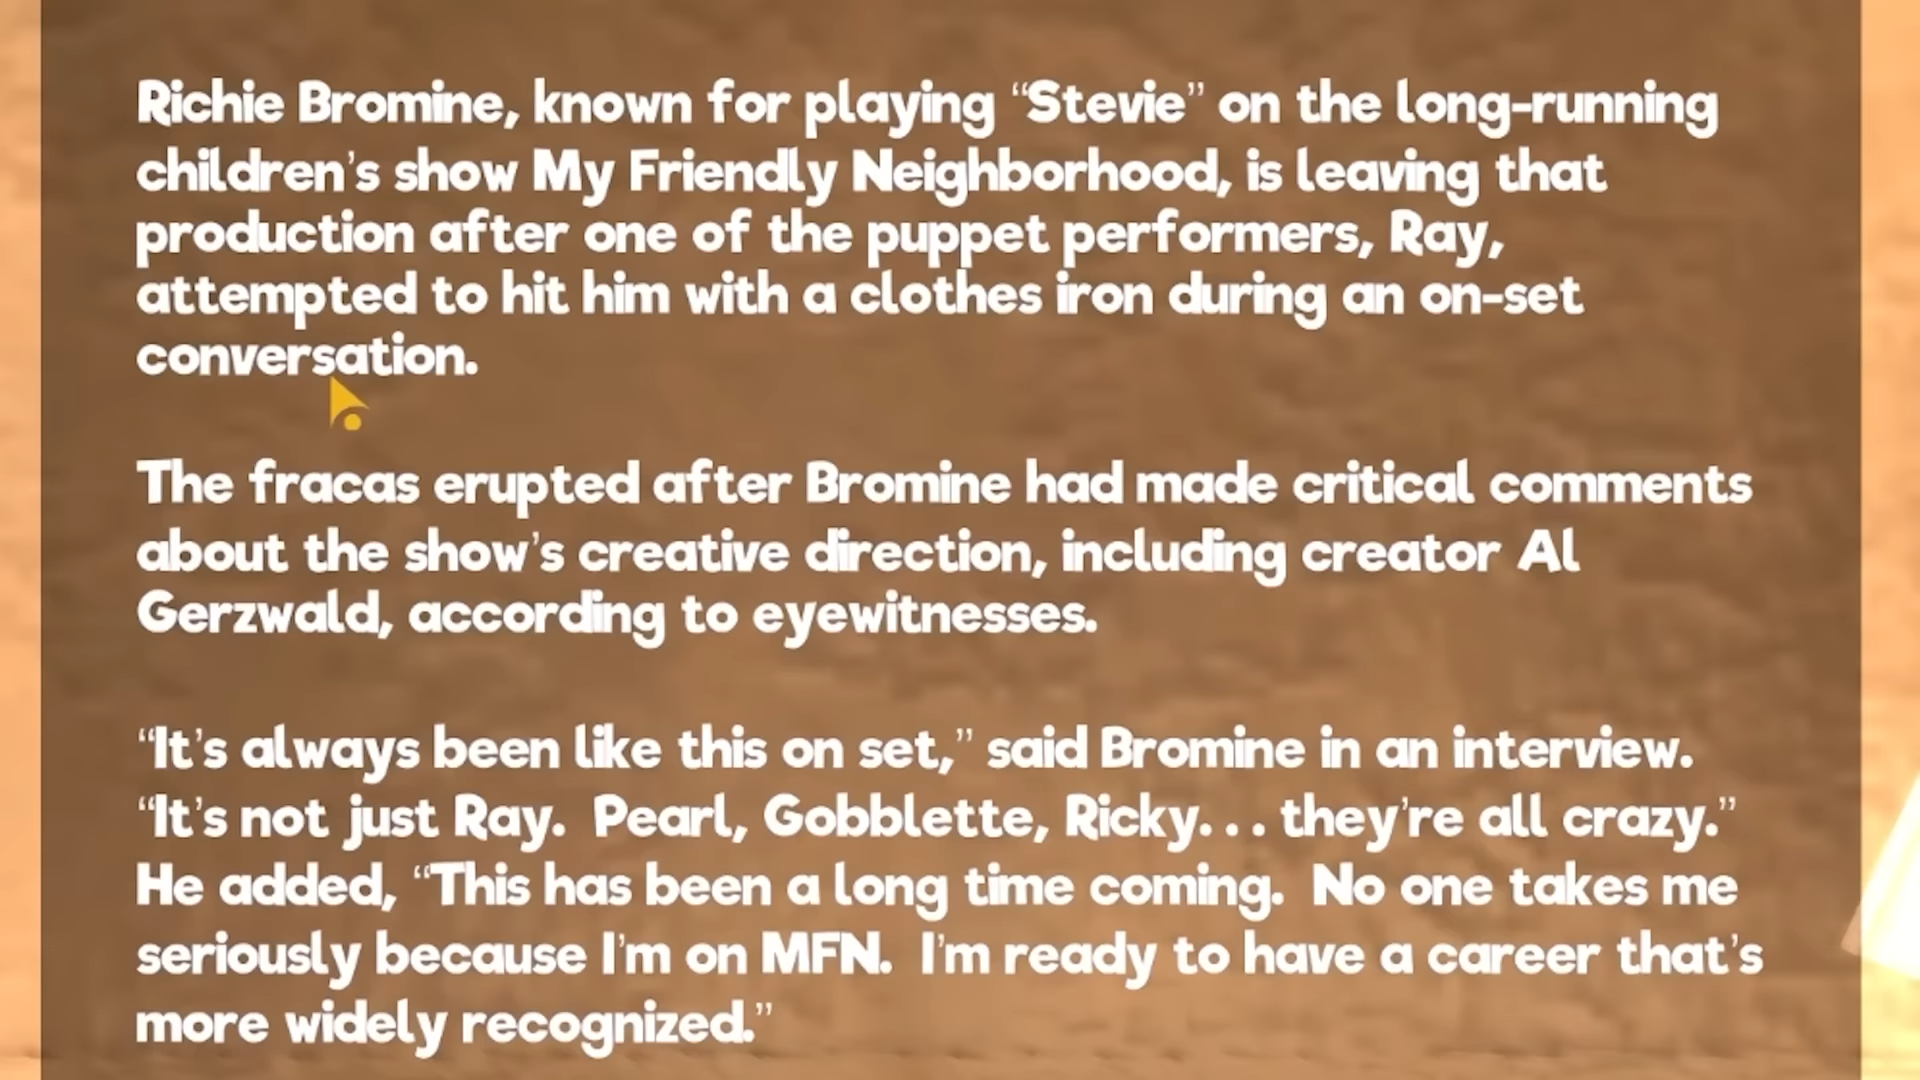 Richie Bromine, known for playing “Stevie” on the long-running
children’s show My Friendly Neighborhood, is leaving that
production after one of the puppet performers, Ray,
attempted to hit him with a clothes iron during an on-set
conversation.
The fracas erupted after Bromine had made critical comments
about the show’s creative direction, including creator Al
Gerzwald, according to eyewitnesses.
“It’s always been like this on set,” said Bromine in an interview.
“It’s not just Ray.  Pearl, Gobblette, Ricky. . . they’re all crazy.”
He added, “This has been a long time coming.  No one takes me
seriously because I’m on MFN.  I’m ready to have a career that’s
more widely recognized.”